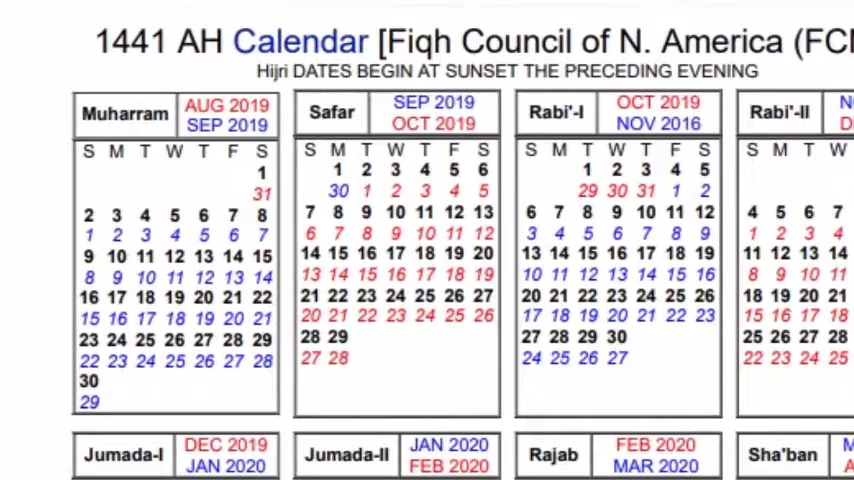 1441 AH Calendar [Fiqh Council of N. America (FC
Hijri DATES BEGIN AT SUNSET THE PRECEDING EVENING
Muharram AUG 2019 SEP 2019
S M T W T F S
1
31
2 3 4 5 6 7 8
1 2 3 4 5 6 7
9 10 11 12 13 14 15
8 9 10 11 12 13 14
16 17 18 19 20 21 22
15 16 17 18 19 20 21
23 24 25 26 27 28 29
22 23 24 25 26 27 28
30
29
Safar SEP 2019 OCT 2019
S M T W T F S
1 2 3 4 5 6
30 1 2 3 4 5
7 8 9 10 11 12 13
6 7 8 9 10 11 12
14 15 16 17 18 19 20
13 14 15 16 17 18 19
21 22 23 24 25 26 27
20 21 22 23 24 25 26
28 29
27 28
Rabi'-I OCT 2019 NOV 2016
S M T W T F S
1 2 3 4 5
29 30 31 1 2
6 7 8 9 10 11 12
3 4 5 6 7 8 9
13 14 15 16 17 18 19
10 11 12 13 14 15 16
20 21 22 23 24 25 26
17 18 19 20 21 22 23
27 28 29 30
24 25 26 27
Rabi'-II
S M T W
4 5 6 7
1 2 3 4
11 12 13 14
8 9 10 11
18 19 20 21
15 16 17 18
25 26 27 28
22 23 24 25
Jumada-I DEC 2019 JAN 2020
Jumada-II JAN 2020 FEB 2020
Rajab FEB 2020 MAR 2020
Sha'ban